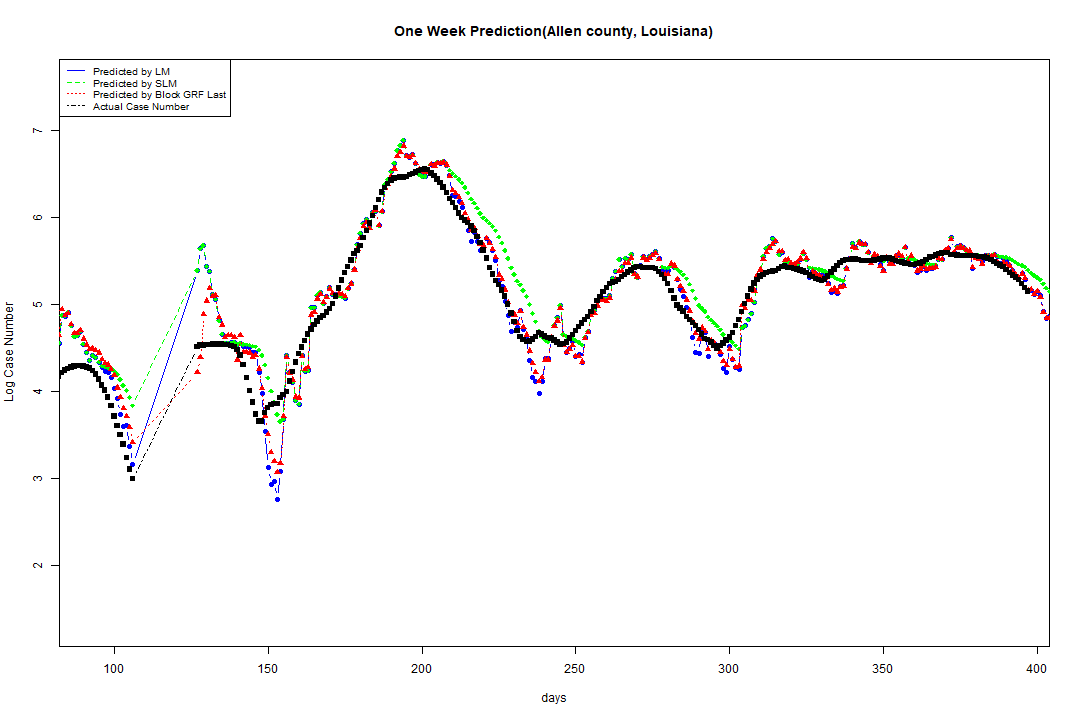 One Week Prediction(Allen county, Louisiana)
Predicted by LM
Predicted by SLM
Predicted by Block GRF Last
Actual Case Number
7
6
5
4
3
2
Log Case Number
100 150 200 250 300 350 400
days